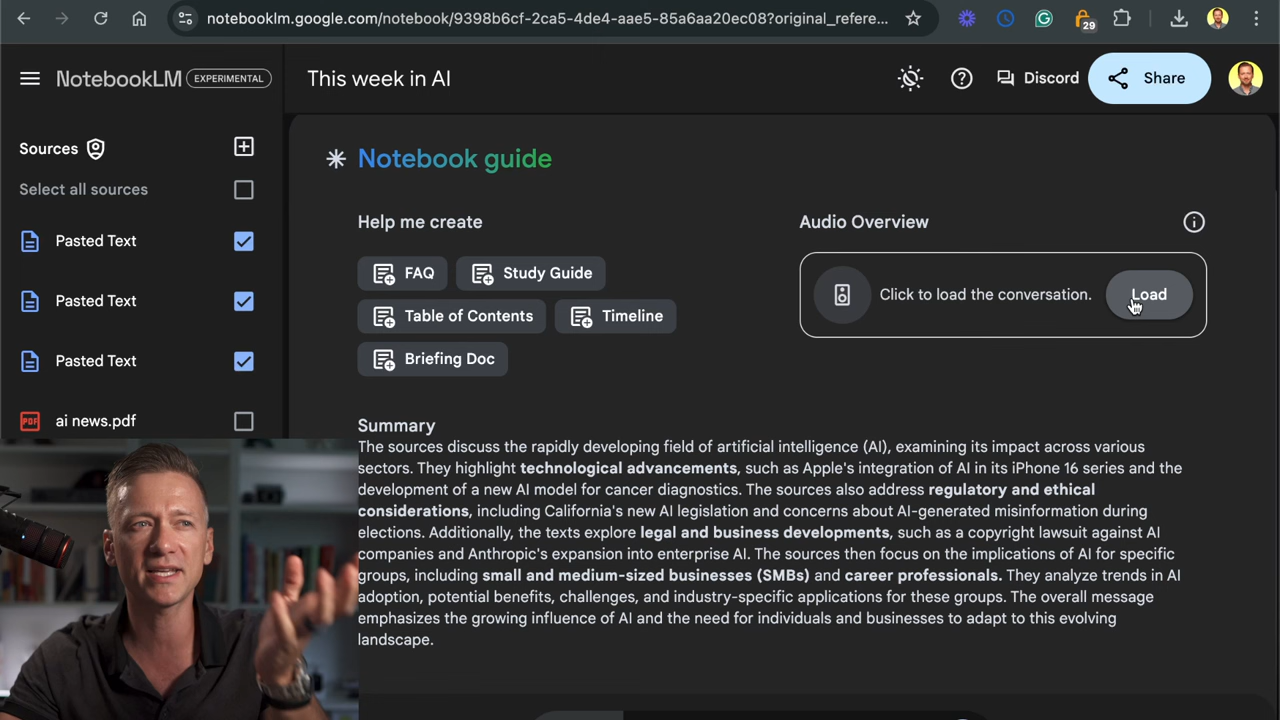 notebooklm.google.com/notebook/9398b6cf-2ca5-4de4-aae5-85a6aa20ec08?original_refere...
29
NotebookLM
EXPERIMENTAL
This week in AI
Discord
Share
Sources
Select all sources
Pasted Text
Pasted Text
Pasted Text
PDF
ai news.pdf
Notebook guide
Help me create
FAQ
Study Guide
Table of Contents
Timeline
Briefing Doc
Audio Overview
Click to load the conversation.
Load
Summary
The sources discuss the rapidly developing field of artificial intelligence (AI), examining its impact across various
sectors. They highlight technological advancements, such as Apple's integration of AI in its iPhone 16 series and the
development of a new AI model for cancer diagnostics. The sources also address regulatory and ethical
considerations, including California's new AI legislation and concerns about AI-generated misinformation during
elections. Additionally, the texts explore legal and business developments, such as a copyright lawsuit against AI
companies and Anthropic's expansion into enterprise AI. The sources then focus on the implications of AI for specific
groups, including small and medium-sized businesses (SMBs) and career professionals. They analyze trends in AI
adoption, potential benefits, challenges, and industry-specific applications for these groups. The overall message
emphasizes the growing influence of AI and the need for individuals and businesses to adapt to this evolving
landscape.